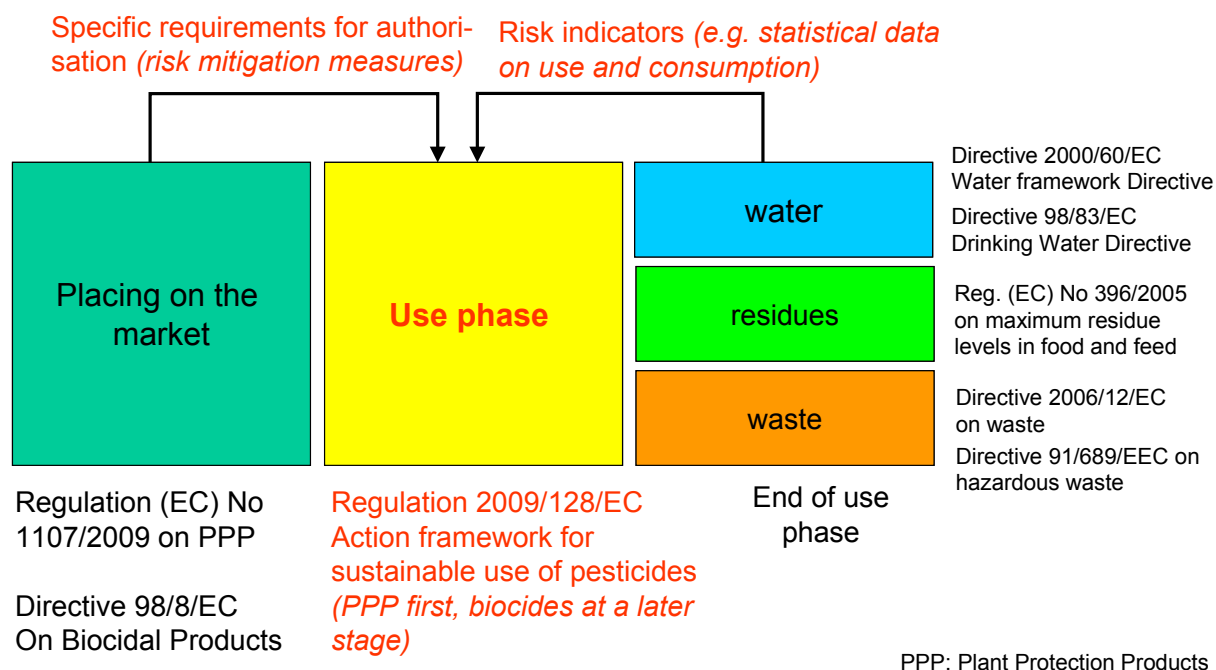 Specific requirements for authori-
sation (risk mitigation measures)
Risk indicators (e.g. statistical data
on use and consumption)
Placing on the
market
Use phase
water
residues
waste
Directive 2000/60/EC
Water framework Directive
Directive 98/83/EC
Drinking Water Directive
Reg. (EC) No 396/2005
on maximum residue
levels in food and feed
Directive 2006/12/EC
on waste
Directive 91/689/EEC on
hazardous waste
Regulation (EC) No
1107/2009 on PPP
Directive 98/8/EC
On Biocidal Products
Regulation 2009/128/EC
Action framework for
sustainable use of pesticides
(PPP first, biocides at a later
stage)
End of use
phase
PPP: Plant Protection Products